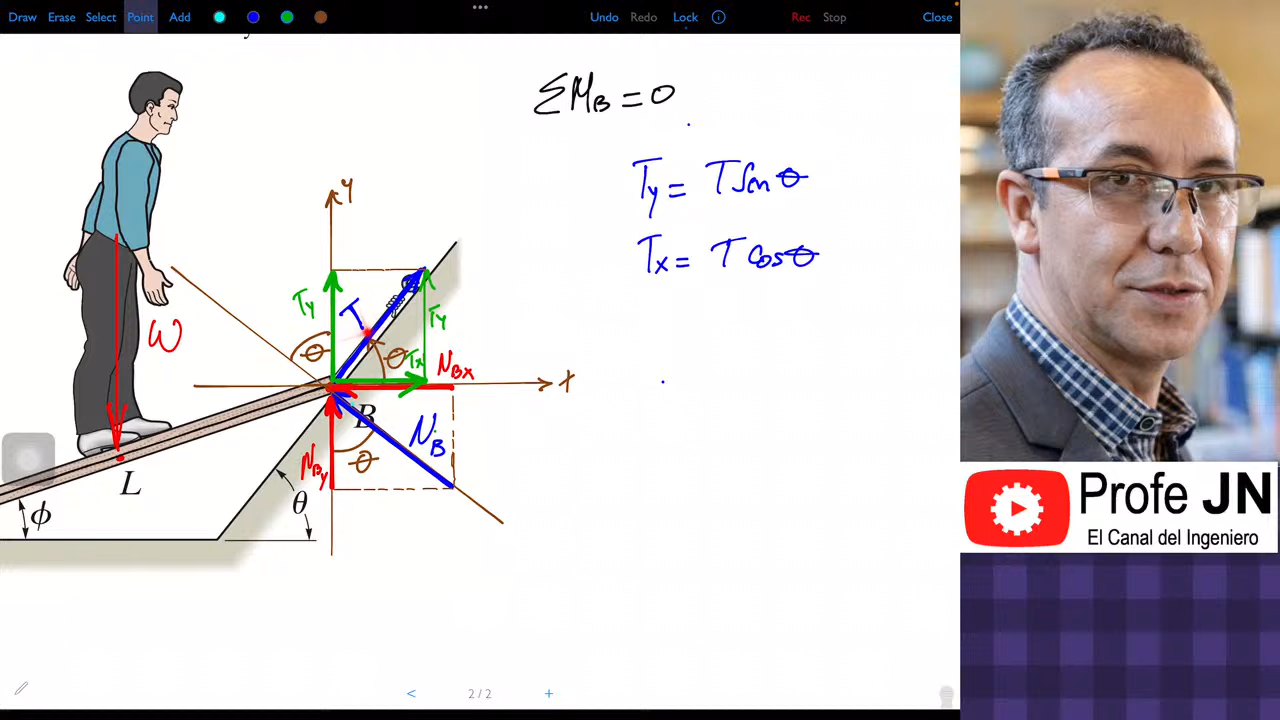 Draw Erase Select Point Add Undo Redo Lock Rec Stop Close
ΣM_B = 0
T_y = T Sen θ
T_x = T Cos θ
Y
X
T_y
T
T_y
θ
θ
T_x
N_Bx
W
B
N_B
N_By
θ
L
ϕ
θ
< 2 / 2 +
Profe JN
El Canal del Ingeniero